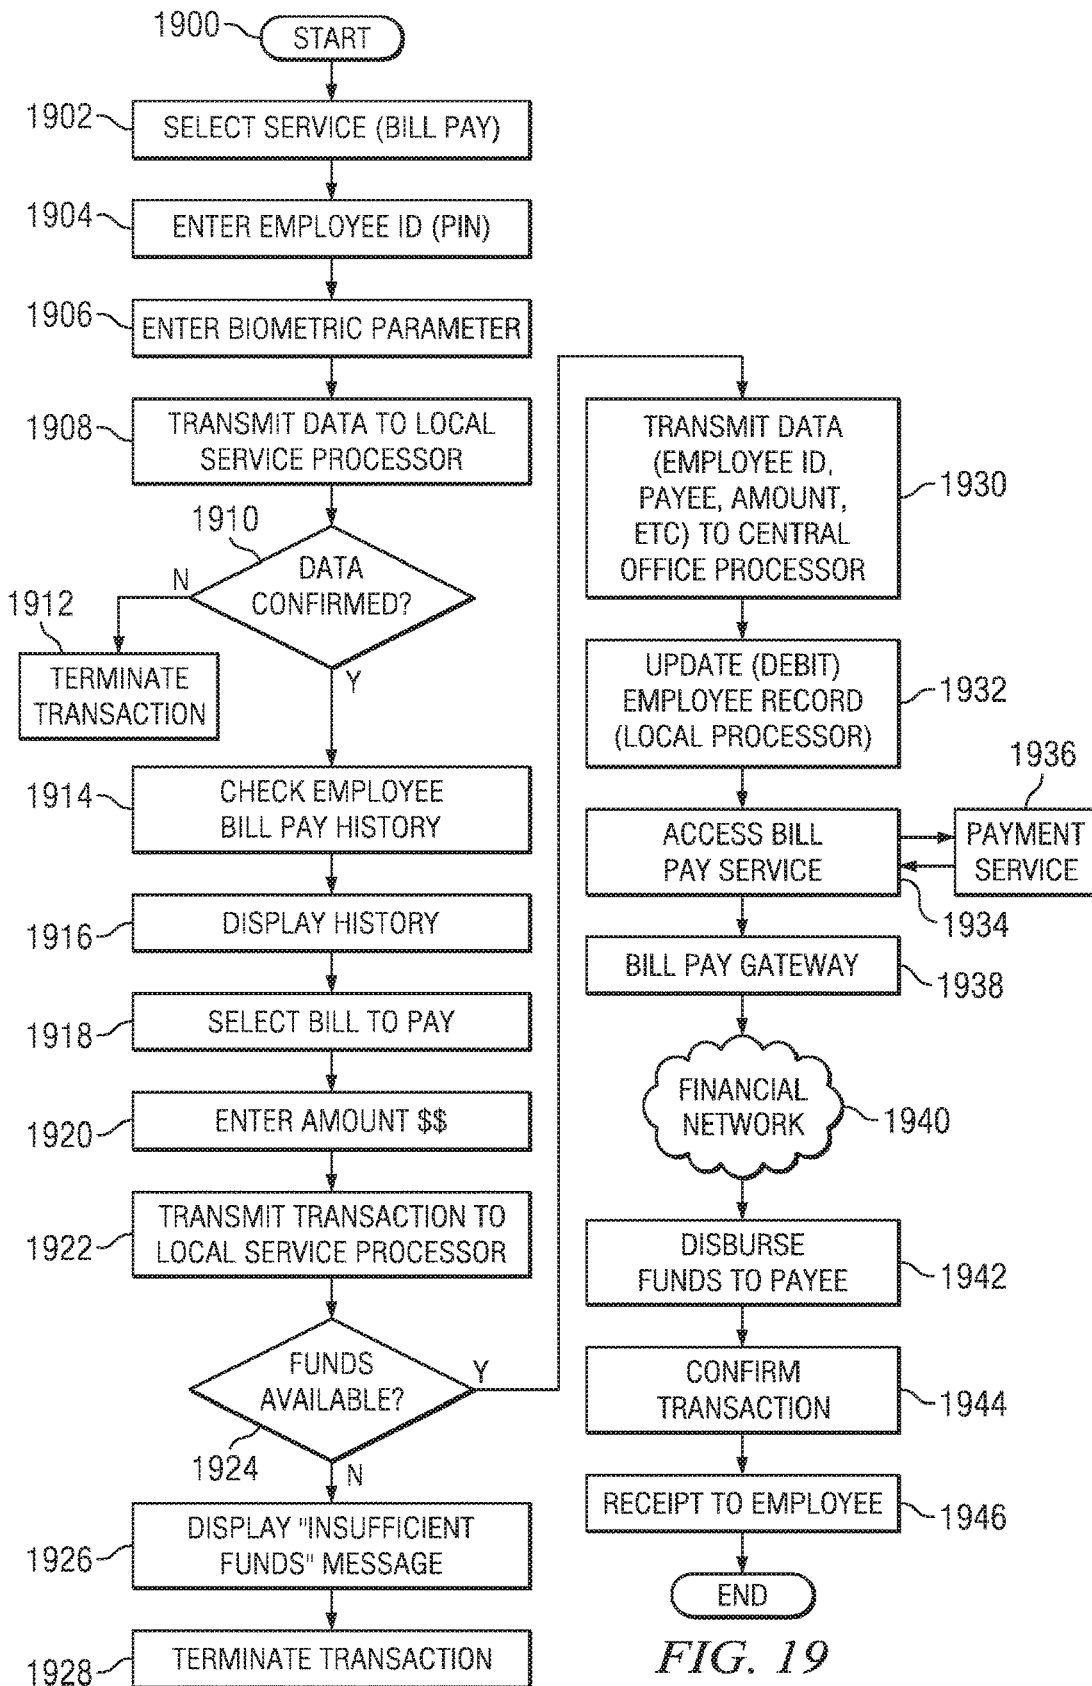 1900
START
1902
SELECT SERVICE (BILL PAY)
1904
ENTER EMPLOYEE ID (PIN)
1906
ENTER BIOMETRIC PARAMETER
1908
TRANSMIT DATA TO LOCAL
SERVICE PROCESSOR
1910
DATA
CONFIRMED?
N
Y
1912
TERMINATE
TRANSACTION
1914
CHECK EMPLOYEE
BILL PAY HISTORY
1916
DISPLAY HISTORY
1918
SELECT BILL TO PAY
1920
ENTER AMOUNT $$
1922
TRANSMIT TRANSACTION TO
LOCAL SERVICE PROCESSOR
FUNDS
AVAILABLE?
Y
1924
N
1926
DISPLAY "INSUFFICIENT
FUNDS" MESSAGE
1928
TERMINATE TRANSACTION
TRANSMIT DATA
(EMPLOYEE ID,
PAYEE, AMOUNT,
ETC) TO CENTRAL
OFFICE PROCESSOR
1930
UPDATE (DEBIT)
EMPLOYEE RECORD
(LOCAL PROCESSOR)
1932
1936
ACCESS BILL
PAY SERVICE
1934
PAYMENT
SERVICE
BILL PAY GATEWAY
1938
FINANCIAL
NETWORK
1940
DISBURSE
FUNDS TO PAYEE
1942
CONFIRM
TRANSACTION
1944
RECEIPT TO EMPLOYEE
1946
END
FIG. 19